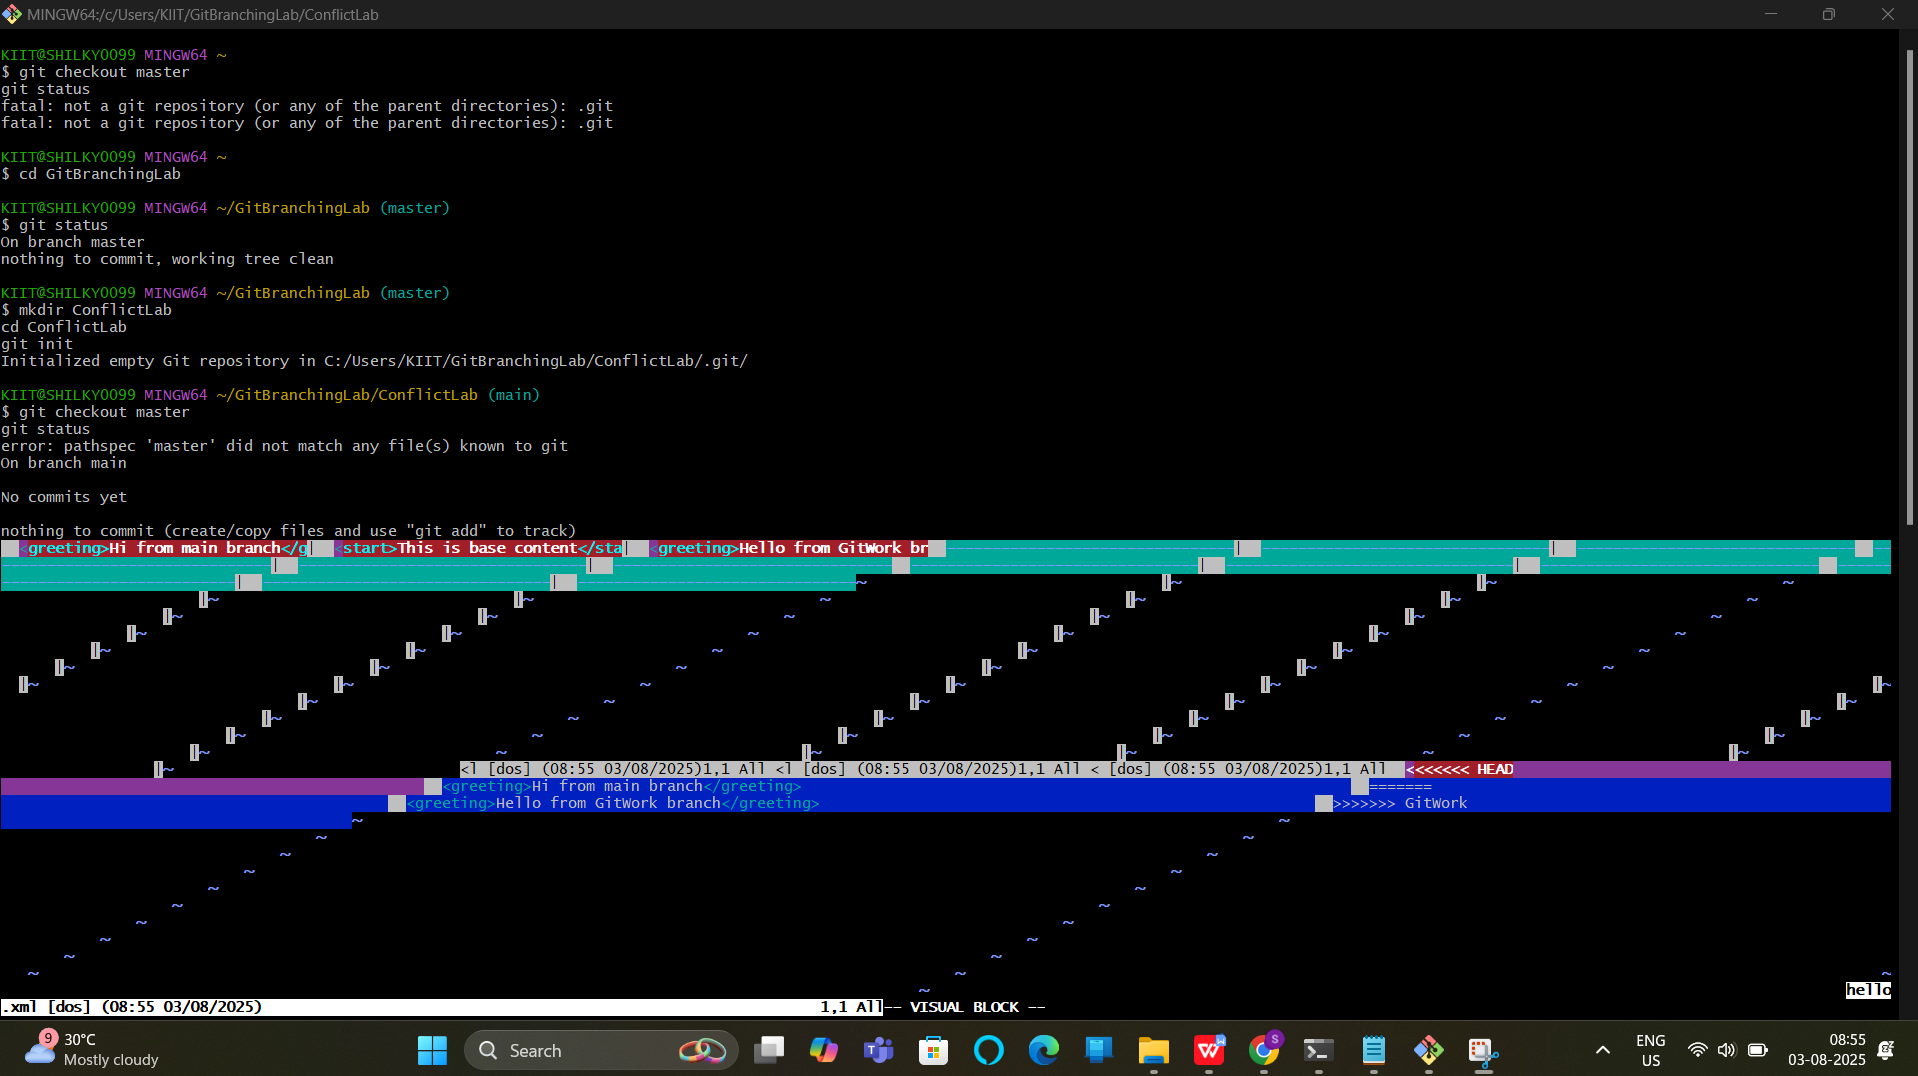 MINGW64:/c/Users/KIIT/GitBranchingLab/ConflictLab
KIIT@SHILKY0099 MINGW64 ~
$ git checkout master
git status
fatal: not a git repository (or any of the parent directories): .git
fatal: not a git repository (or any of the parent directories): .git
KIIT@SHILKY0099 MINGW64 ~
$ cd GitBranchingLab
KIIT@SHILKY0099 MINGW64 ~/GitBranchingLab (master)
$ git status
On branch master
nothing to commit, working tree clean
KIIT@SHILKY0099 MINGW64 ~/GitBranchingLab (master)
$ mkdir ConflictLab
cd ConflictLab
git init
Initialized empty Git repository in C:/Users/KIIT/GitBranchingLab/ConflictLab/.git/
KIIT@SHILKY0099 MINGW64 ~/GitBranchingLab/ConflictLab (main)
$ git checkout master
git status
error: pathspec 'master' did not match any file(s) known to git
On branch main
No commits yet
nothing to commit (create/copy files and use "git add" to track)
<greeting>Hi from main branch</g| <start>This is base content</sta| <greeting>Hello from GitWork br
<l [dos] (08:55 03/08/2025)1,1 All <l [dos] (08:55 03/08/2025)1,1 All < [dos] (08:55 03/08/2025)1,1 All <<<<<<< HEAD
<greeting>Hi from main branch</greeting> =======
<greeting>Hello from GitWork branch</greeting> >>>>>>> GitWork
hello
.xml [dos] (08:55 03/08/2025) 1,1 All-- VISUAL BLOCK --
9
30°C
Mostly cloudy
Search
S
ENG
US
08:55
03-08-2025